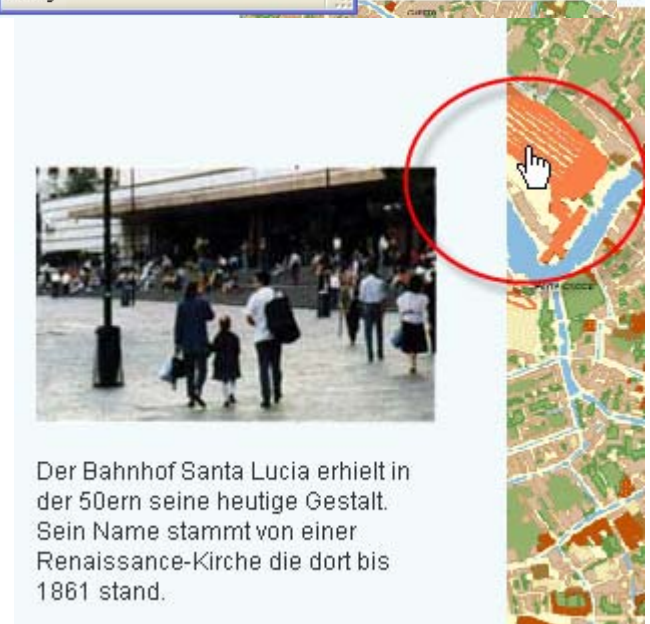 Der Bahnhof Santa Lucia erhielt in
der 50ern seine heutige Gestalt.
Sein Name stammt von einer
Renaissance-Kirche die dort bis
1861 stand.